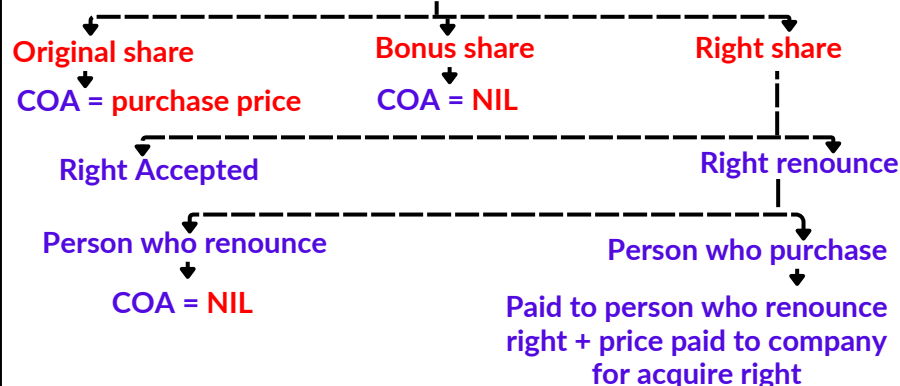 Original share
Bonus share
Right share
COA = purchase price
COA = NIL
Right Accepted
Right renounce
Person who renounce
Person who purchase
COA = NIL
Paid to person who renounce
right + price paid to company
for acquire right